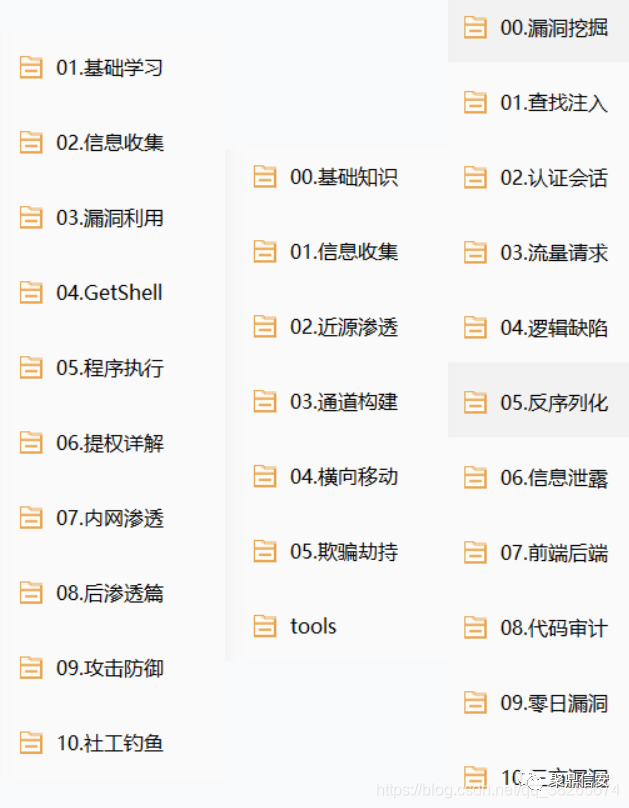 01.基础学习
02.信息收集
03.漏洞利用
04.GetShell
05.程序执行
06.提权详解
07.内网渗透
08.后渗透篇
09.攻击防御
10.社工钓鱼
00.基础知识
01.信息收集
02.近源渗透
03.通道构建
04.横向移动
05.欺骗劫持
tools
00.漏洞挖掘
01.查找注入
02.认证会话
03.流量请求
04.逻辑缺陷
05.反序列化
06.信息泄露
07.前端后端
08.代码审计
09.零日漏洞
10
聚鼎信安
https://blog.csdn.net/